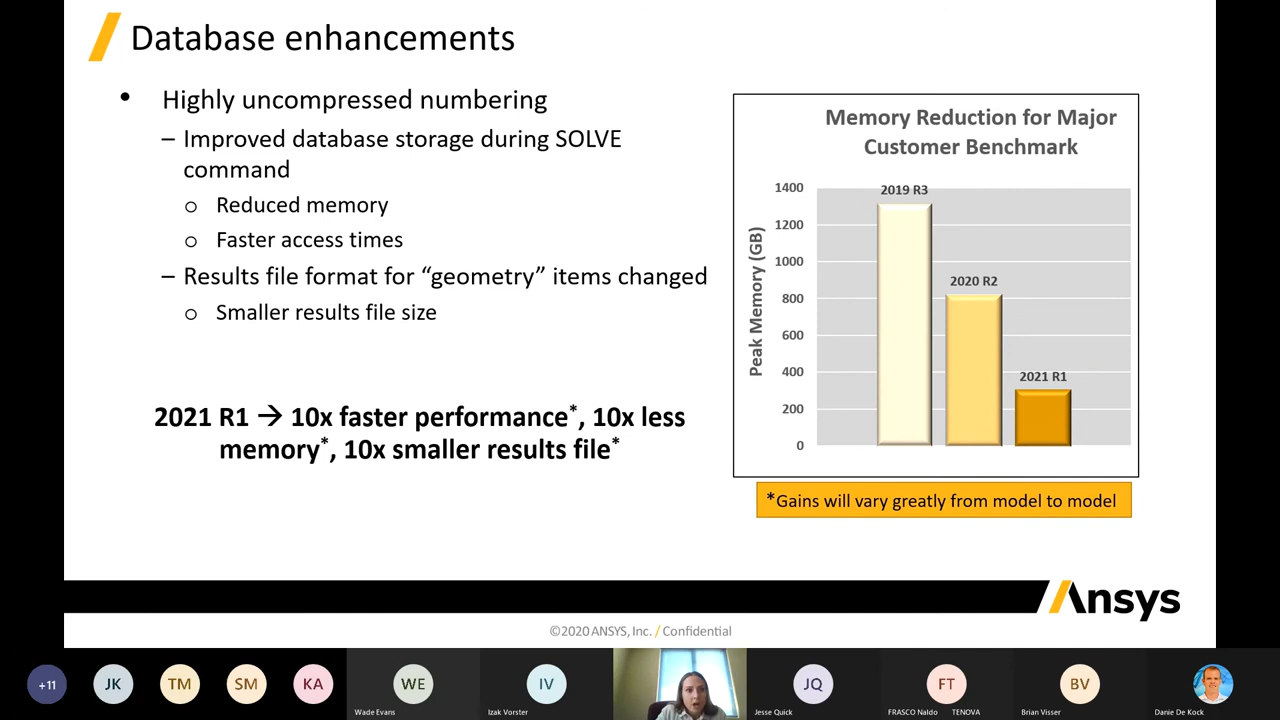 Database enhancements
• Highly uncompressed numbering
– Improved database storage during SOLVE
command
o Reduced memory
o Faster access times
– Results file format for “geometry” items changed
o Smaller results file size
2021 R1 → 10x faster performance*, 10x less
memory*, 10x smaller results file*
Memory Reduction for Major
Customer Benchmark
Peak Memory (GB)
1400
1200
1000
800
600
400
200
0
2019 R3
2020 R2
2021 R1
*Gains will vary greatly from model to model
Ansys
©2020 ANSYS, Inc. / Confidential
+11
JK
TM
SM
KA
WE
Wade Evans
IV
Izak Vorster
JQ
Jesse Quick
FT
FRASCO Naldo TENOVA
BV
Brian Visser
Danie De Kock